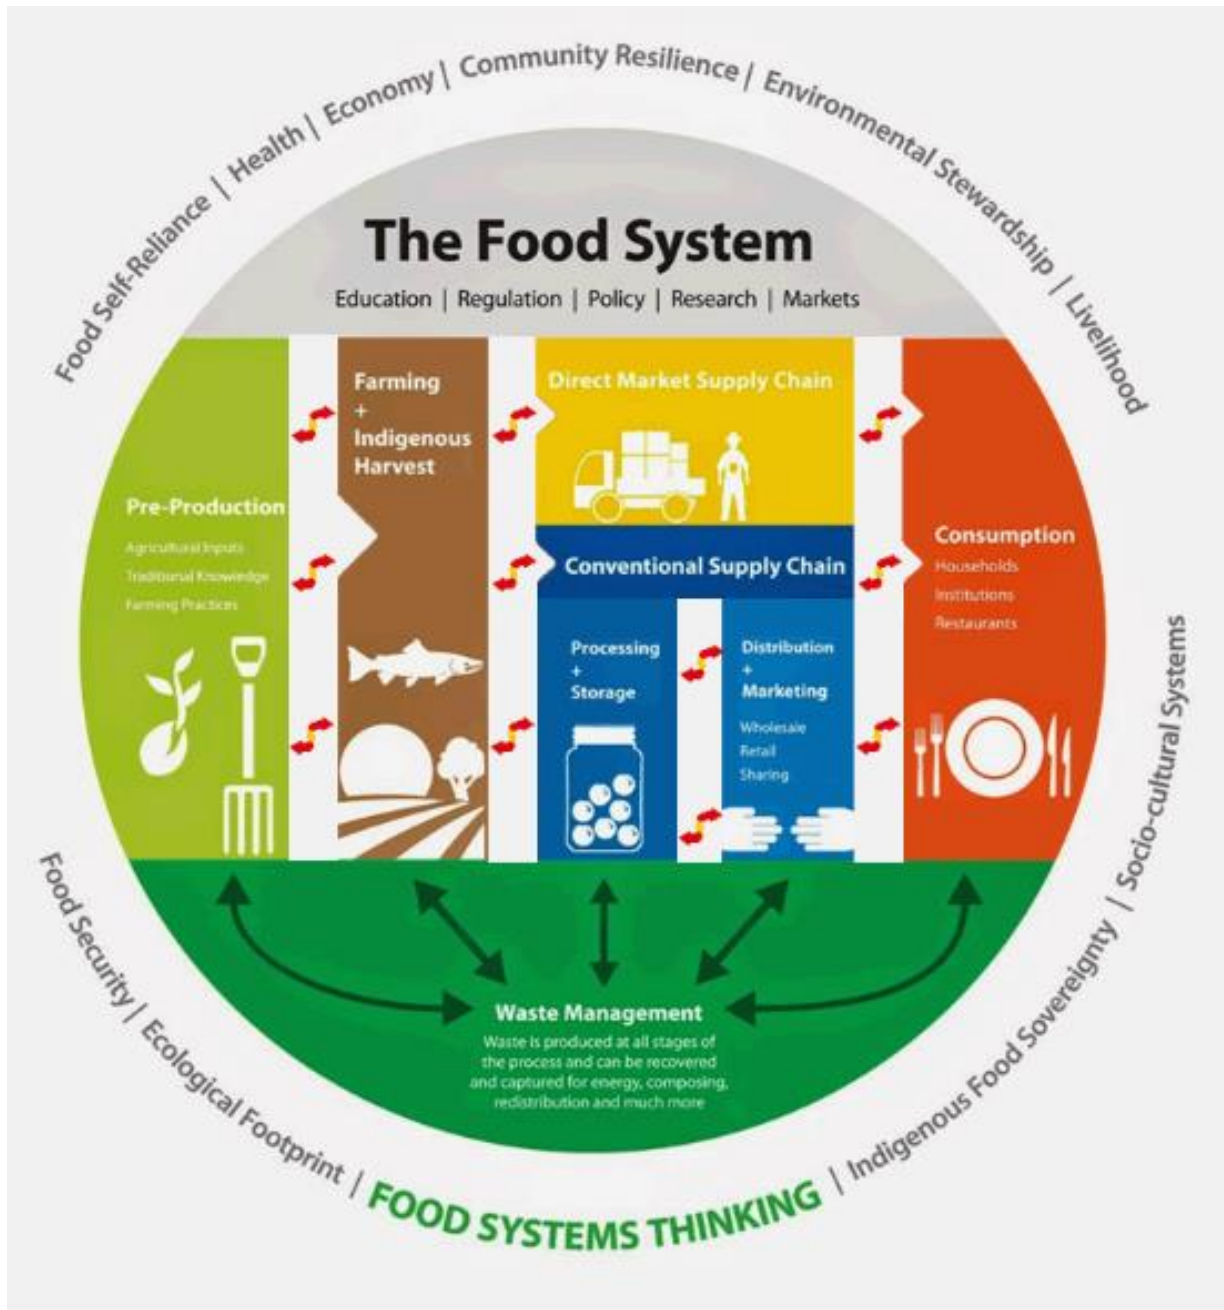 Food Self-Reliance | Health | Economy | Community Resilience | Environmental Stewardship | Livelihood
The Food System
Education | Regulation | Policy | Research | Markets
Pre-Production
Agricultural Inputs
Traditional Knowledge
Farming Practices
Farming
+
Indigenous
Harvest
Direct Market Supply Chain
Conventional Supply Chain
Processing
+
Storage
Distribution
+
Marketing
Wholesale
Retail
Sharing
Consumption
Households
Institutions
Restaurants
Waste Management
Waste is produced at all stages of
the process and can be recovered
and captured for energy, composing,
redistribution and much more
Food Security | Ecological Footprint | FOOD SYSTEMS THINKING | Indigenous Food Sovereignty | Socio-cultural Systems